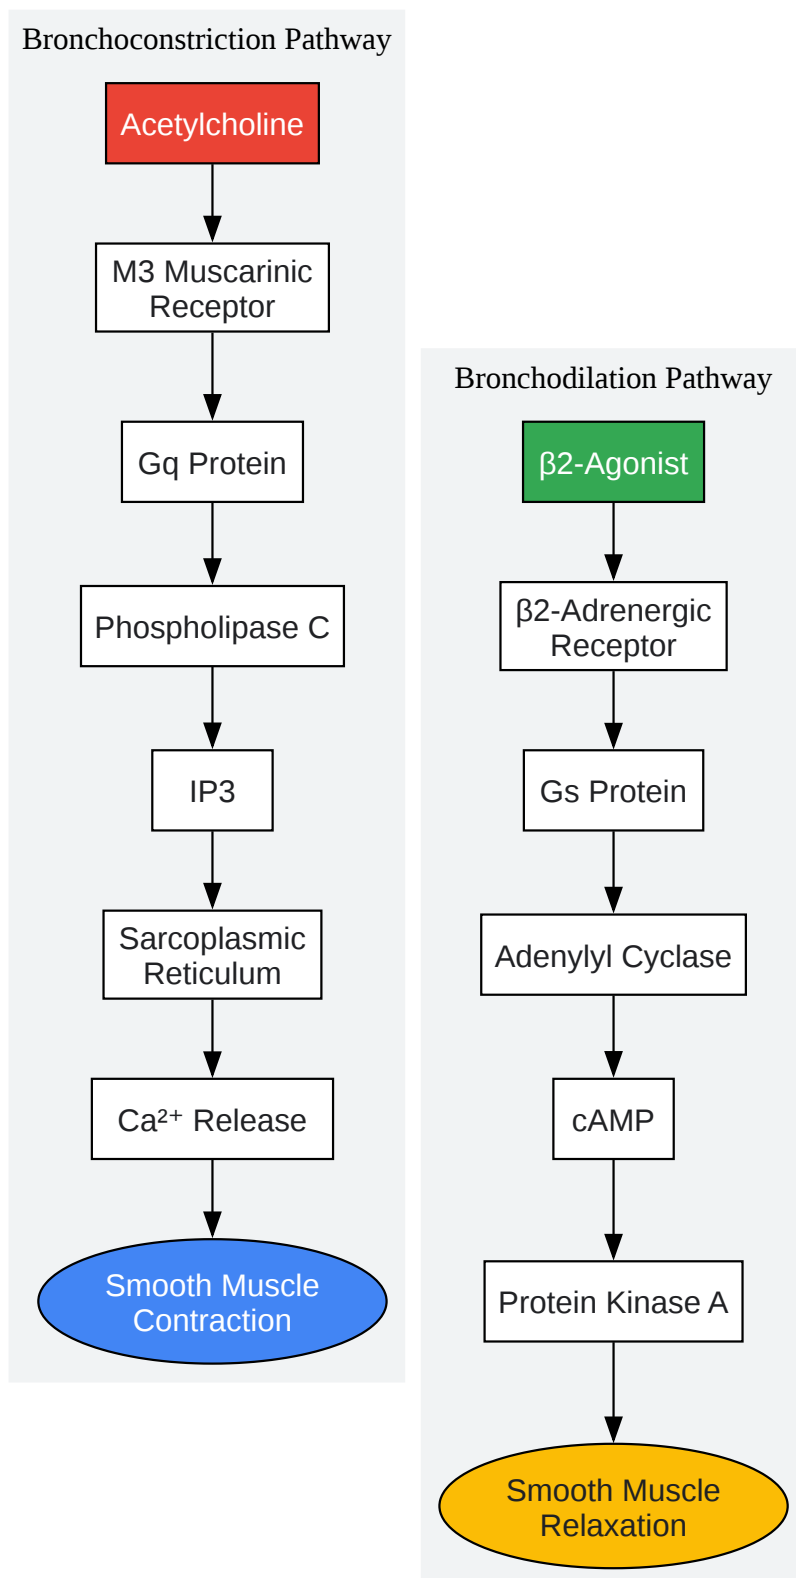 Bronchoconstriction Pathway
Acetylcholine
M3 Muscarinic
Receptor
Gq Protein
Phospholipase C
IP3
Sarcoplasmic
Reticulum
Ca²⁺ Release
Smooth Muscle
Contraction
Bronchodilation Pathway
β2-Agonist
β2-Adrenergic
Receptor
Gs Protein
Adenylyl Cyclase
cAMP
Protein Kinase A
Smooth Muscle
Relaxation